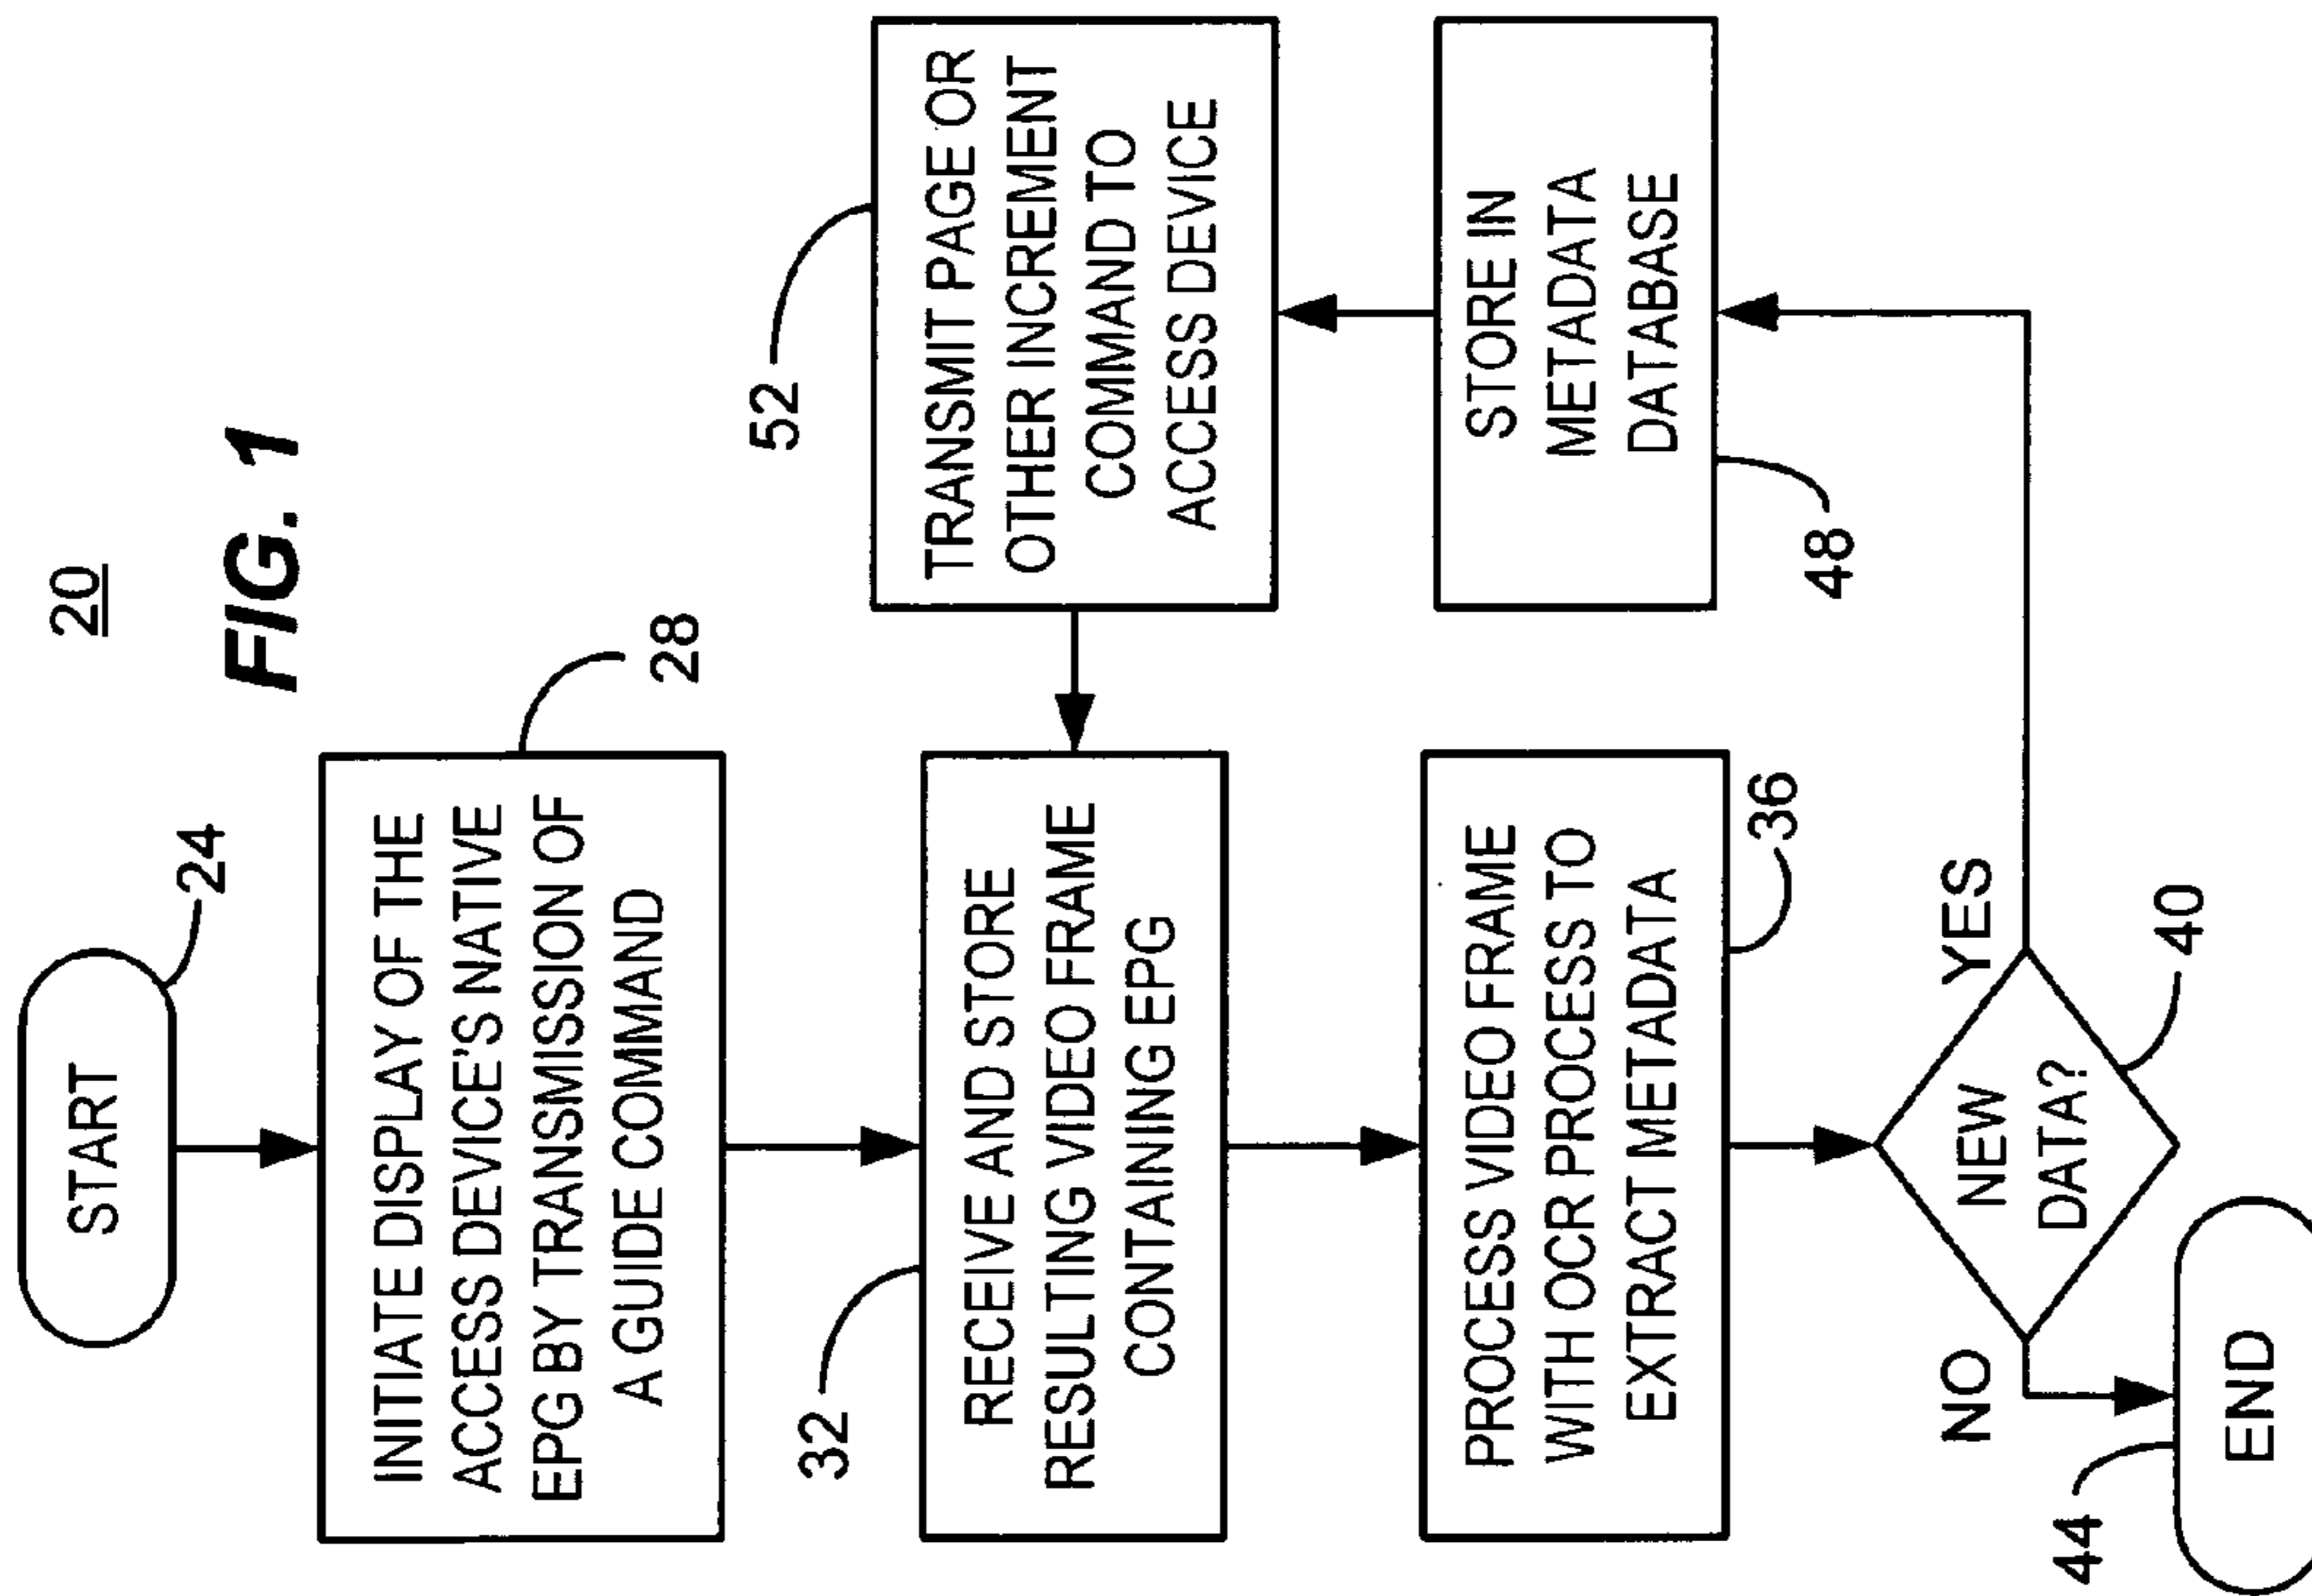 20
FIG. 1
START
24
INITIATE DISPLAY OF THE
ACCESS DEVICE'S NATIVE
EPG BY TRANSMISSION OF
A GUIDE COMMAND
28
32
RECEIVE AND STORE
RESULTING VIDEO FRAME
CONTAINING EPG
PROCESS VIDEO FRAME
WITH OCR PROCESS TO
EXTRACT METADATA
36
NEW
DATA?
40
YES
NO
44
END
52
TRANSMIT PAGE OR
OTHER INCREMENT
COMMAND TO
ACCESS DEVICE
STORE IN
METADATA
DATABASE
48